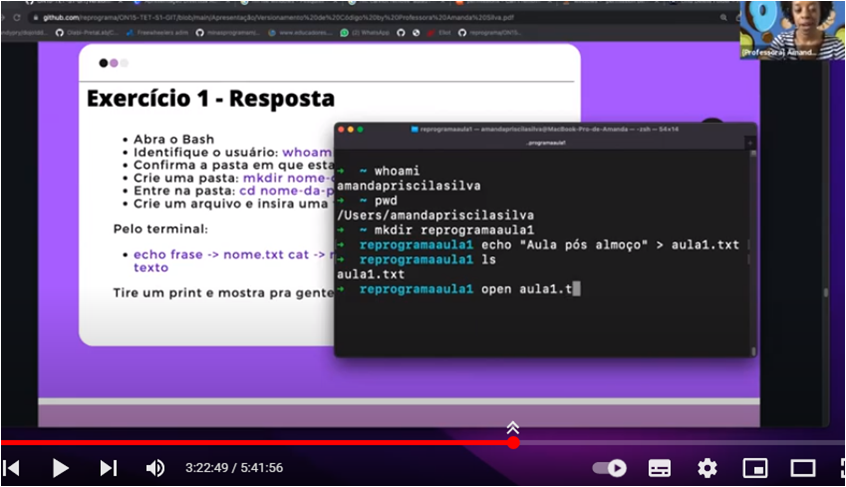 github.com/reprograma/ON15-TET-S1-GIT/blob/main/Apresentação/Versionamento%20de%20Código%20by%20Professora%20Amanda%20Silva.pdf
Exercício 1 - Resposta
Abra o Bash
Identifique o usuário: whoam
Confirma a pasta em que esta
Crie uma pasta: mkdir nome-
Entre na pasta: cd nome-da-p
Crie um arquivo e insira uma
Pelo terminal:
echo frase -> nome.txt cat ->
texto
Tire um print e mostra pra gente
reprogramaaula1 — amandapriscilasilva@MacBook-Pro-de-Amanda — -zsh — 54×14
..programaaula1
~ whoami
amandapriscilasilva
~ pwd
/Users/amandapriscilasilva
~ mkdir reprogramaaula1
reprogramaaula1 echo "Aula pós almoço" > aula1.txt
reprogramaaula1 ls
aula1.txt
reprogramaaula1 open aula1.t
[Professora] Amand...
3:22:49 / 5:41:56